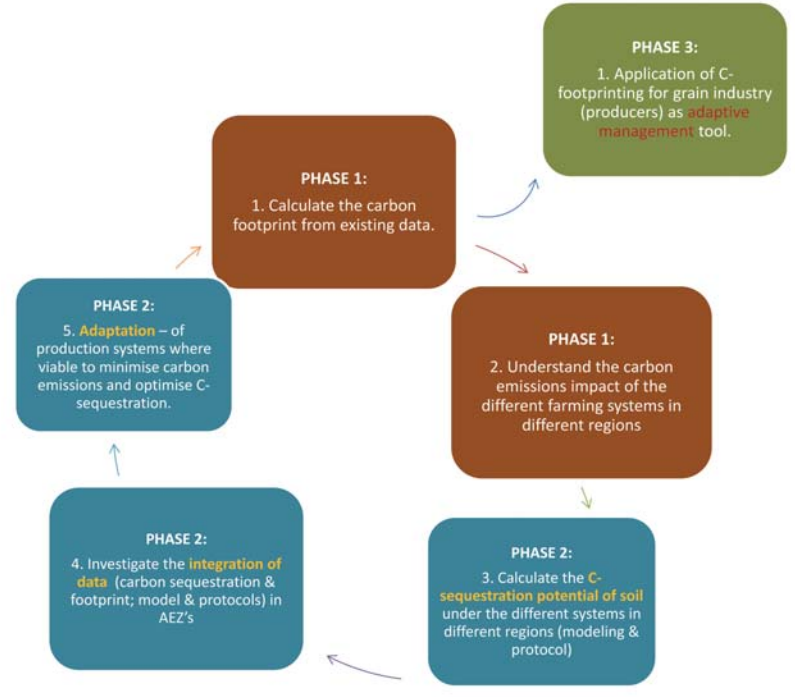 PHASE 3:
1. Application of C-
footprinting for grain industry
(producers) as adaptive
management tool.
PHASE 1:
1. Calculate the carbon
footprint from existing data.
PHASE 1:
2. Understand the carbon
emissions impact of the
different farming systems in
different regions
PHASE 2:
3. Calculate the C-
sequestration potential of soil
under the different systems in
different regions (modeling &
protocol)
PHASE 2:
4. Investigate the integration of
data (carbon sequestration &
footprint; model & protocols) in
AEZ’s
PHASE 2:
5. Adaptation – of
production systems where
viable to minimise carbon
emissions and optimise C-
sequestration.